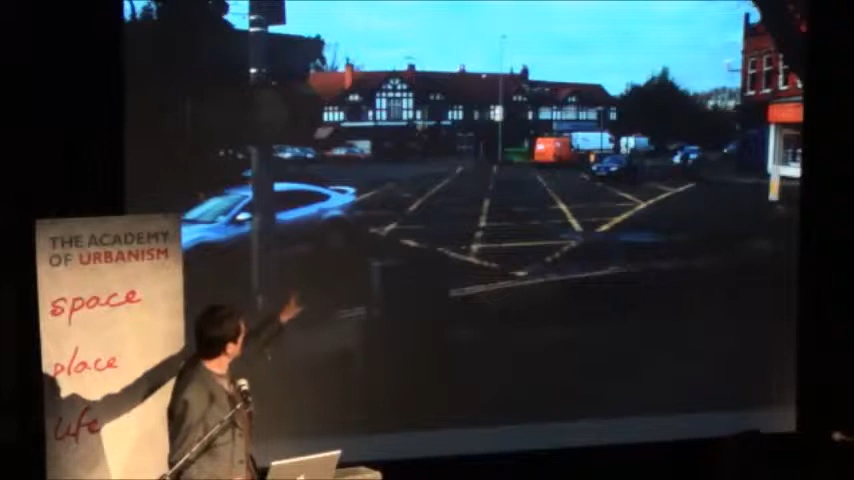 THE ACADEMY
OF URBANISM
space
place
life